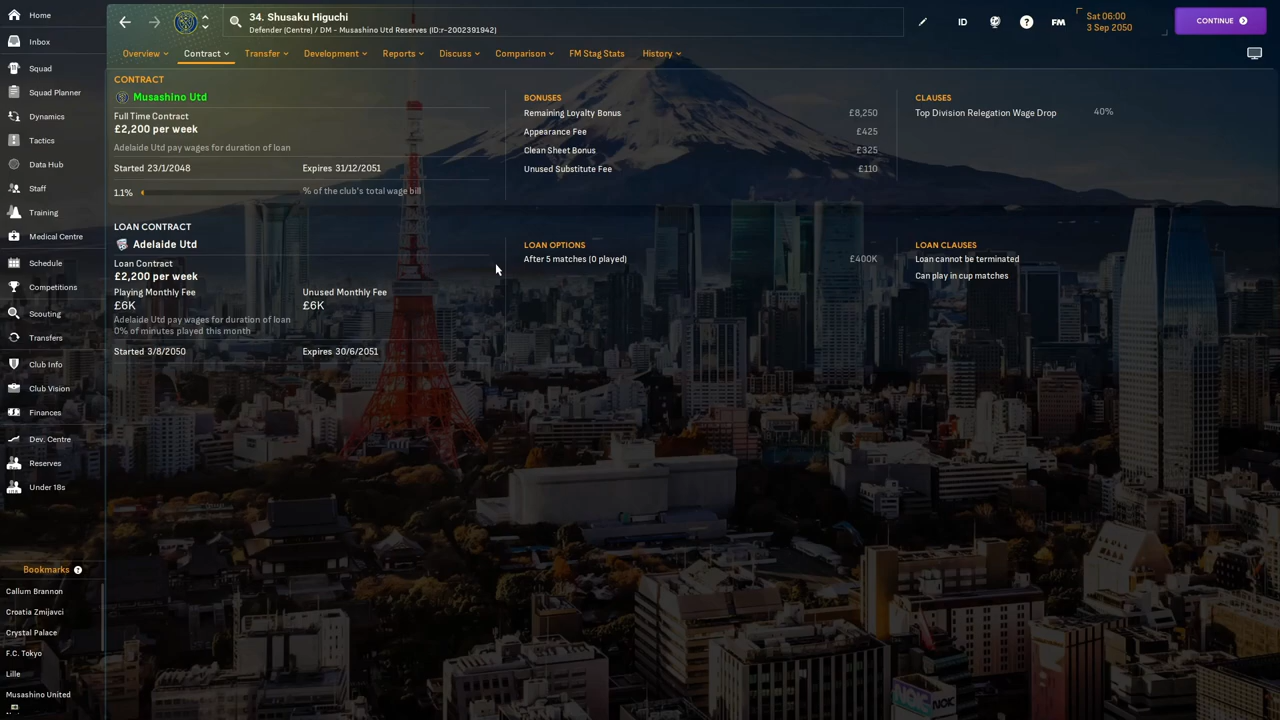 Home
Inbox
Squad
Squad Planner
Dynamics
Tactics
Data Hub
Staff
Training
Medical Centre
Schedule
Competitions
Scouting
Transfers
Club Info
Club Vision
Finances
Dev. Centre
Reserves
Under 18s
Bookmarks ?
Callum Brannon
Croatia Zmijavci
Crystal Palace
F.C. Tokyo
Lille
Musashino United
34. Shusaku Higuchi
Defender (Centre) / DM - Musashino Utd Reserves (ID:r-2002391942)
ID
?
FM
Sat 06:00
3 Sep 2050
CONTINUE
Overview
Contract
Transfer
Development
Reports
Discuss
Comparison
FM Stag Stats
History
CONTRACT
Musashino Utd
Full Time Contract
£2,200 per week
Adelaide Utd pay wages for duration of loan
Started 23/1/2048
Expires 31/12/2051
1.1%
% of the club's total wage bill
BONUSES
Remaining Loyalty Bonus £8,250
Appearance Fee £425
Clean Sheet Bonus £325
Unused Substitute Fee £110
CLAUSES
Top Division Relegation Wage Drop 40%
LOAN CONTRACT
Adelaide Utd
Loan Contract
£2,200 per week
Playing Monthly Fee
£6K
Unused Monthly Fee
£6K
Adelaide Utd pay wages for duration of loan
0% of minutes played this month
Started 3/8/2050
Expires 30/6/2051
LOAN OPTIONS
After 5 matches (0 played) £400K
LOAN CLAUSES
Loan cannot be terminated
Can play in cup matches
NOK